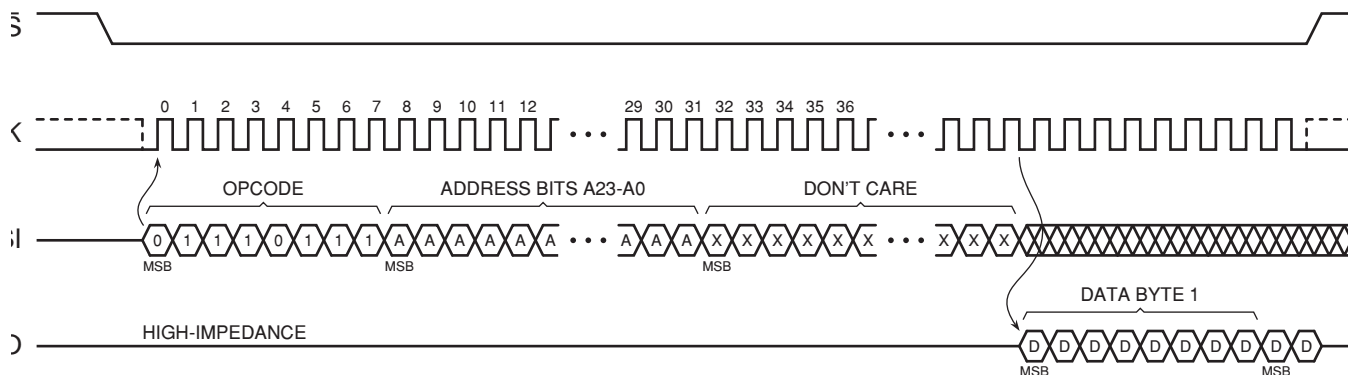 S̅
0 1 2 3 4 5 6 7 8 9 10 11 12 ••• 29 30 31 32 33 34 35 36 •••
K
OPCODE ADDRESS BITS A23-A0 DON'T CARE
SI 0 1 1 1 0 1 1 1 A A A A A A ••• A A A X X X X X X ••• X X X
MSB MSB MSB
DATA BYTE 1
HIGH-IMPEDANCE
D D D D D D D D D D
MSB MSB